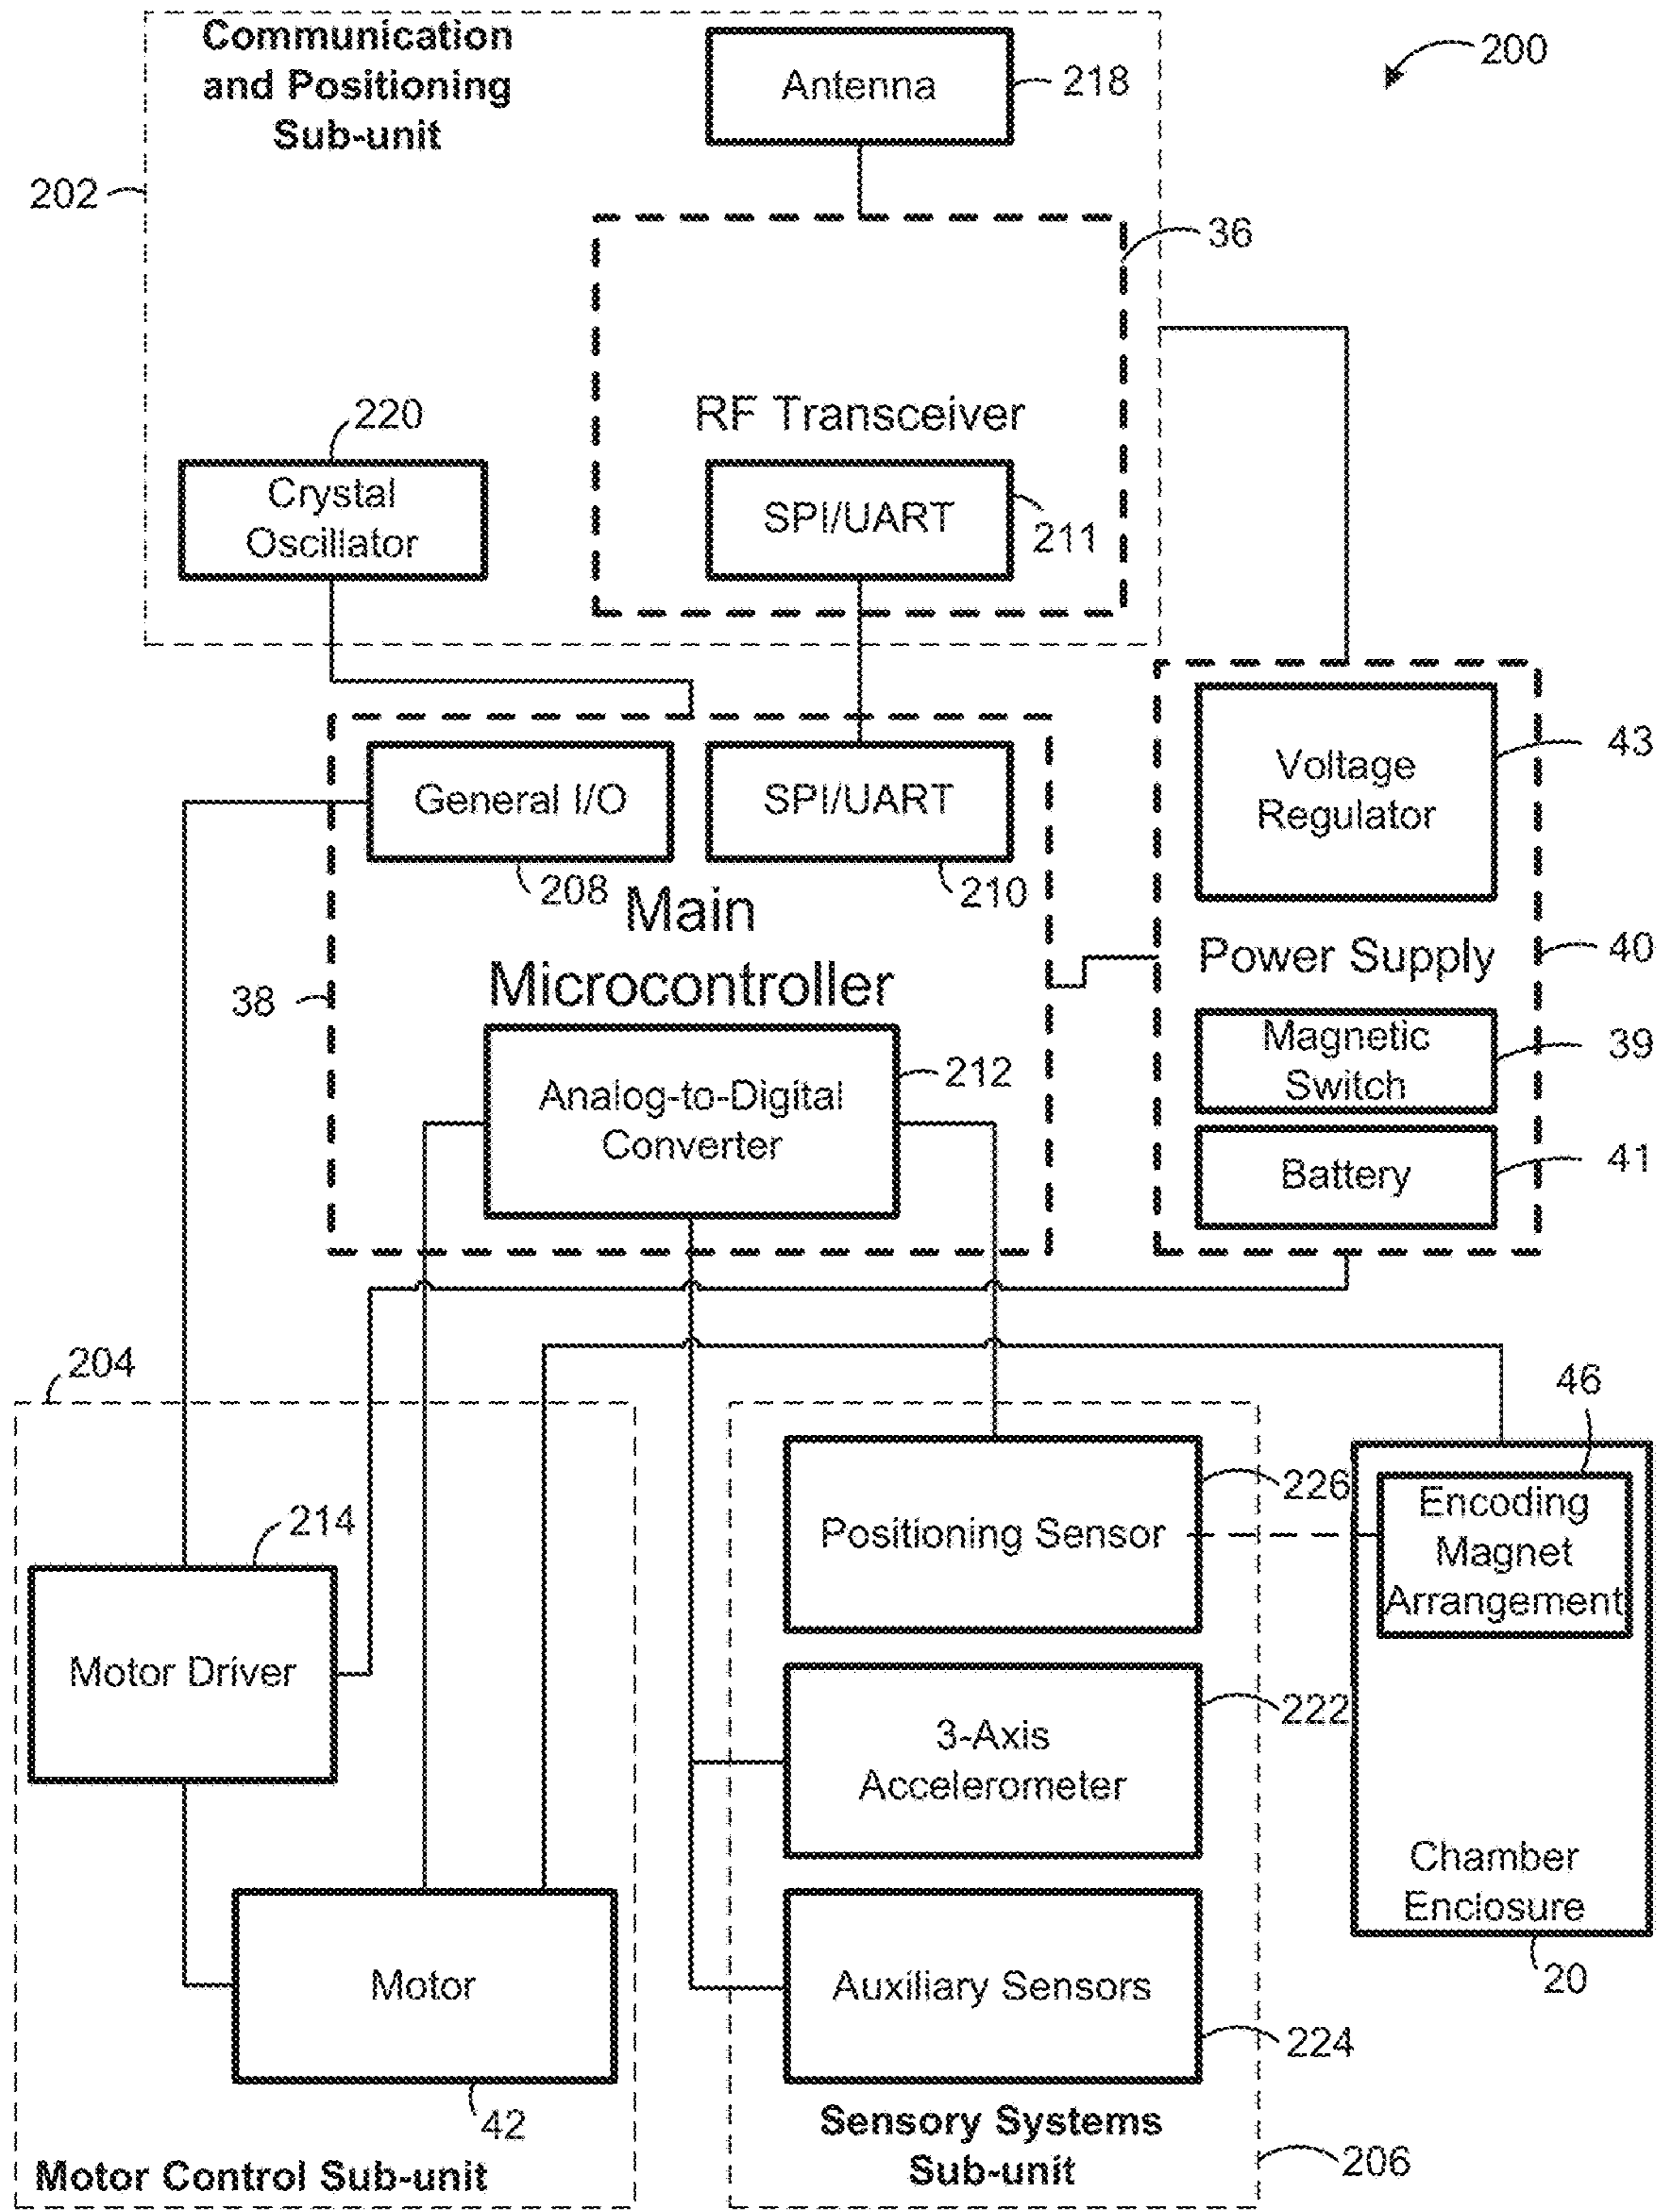 Communication
and Positioning
Sub-unit
Antenna
218
200
202
36
RF Transceiver
220
Crystal
Oscillator
SPI/UART
211
General I/O
SPI/UART
208
210
Main
Microcontroller
38
Analog-to-Digital
Converter
212
Voltage
Regulator
43
Power Supply
40
Magnetic
Switch
39
Battery
41
204
46
214
Motor Driver
Positioning Sensor
226
Encoding
Magnet
Arrangement
3-Axis
Accelerometer
222
Chamber
Enclosure
20
Motor
42
Auxiliary Sensors
224
Motor Control Sub-unit
Sensory Systems
Sub-unit
206